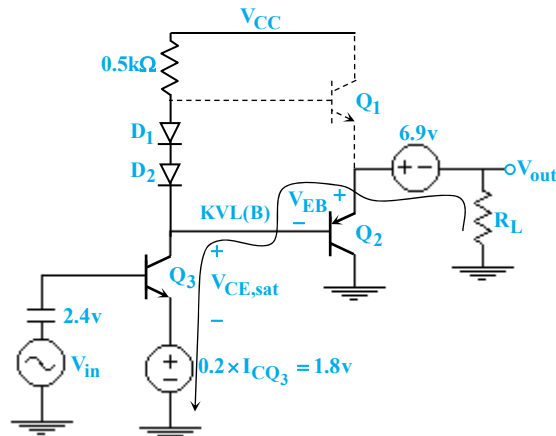 V_CC
0.5kΩ
Q_1
D_1
6.9v
+ −
V_out
D_2
V_EB +
−
KVL(B)
Q_2
R_L
Q_3
+
V_CE,sat
−
2.4v
V_in
+
−
0.2 × I_CQ_3 = 1.8v